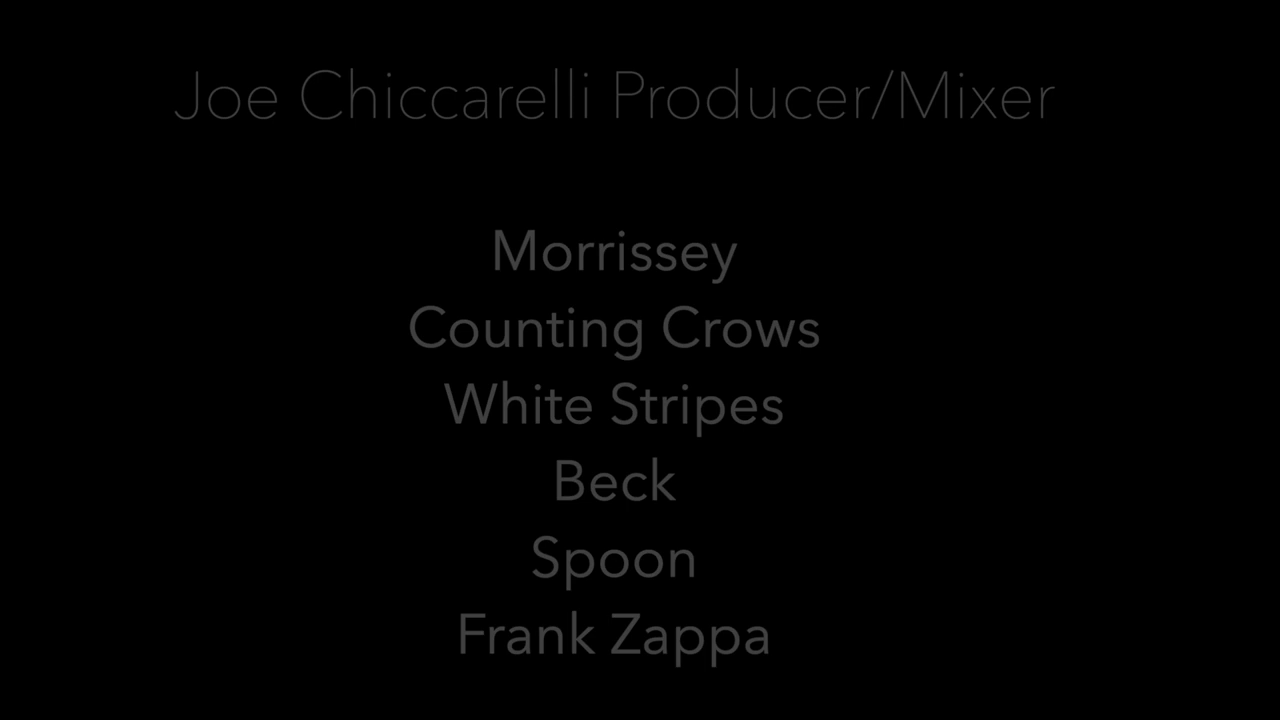 Joe Chiccarelli Producer/Mixer
Morrissey
Counting Crows
White Stripes
Beck
Spoon
Frank Zappa